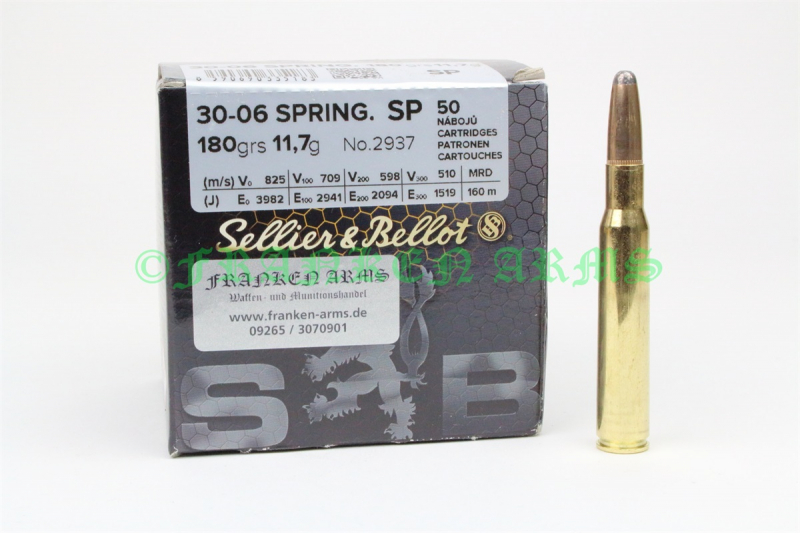 SP
30-06 SPRING. SP 50
NÁBOJŮ
CARTRIDGES
PATRONEN
CARTOUCHES
180grs 11,7g No.2937
(m/s) V0 825 V100 709 V200 598 V300 510 MRD
(J) E0 3982 E100 2941 E200 2094 E300 1519 160 m
Sellier & Bellot
©FRANKEN ARMS
FRANKEN ARMS
Waffen- und Munitionshandel
www.franken-arms.de
09265 / 3070901
S B